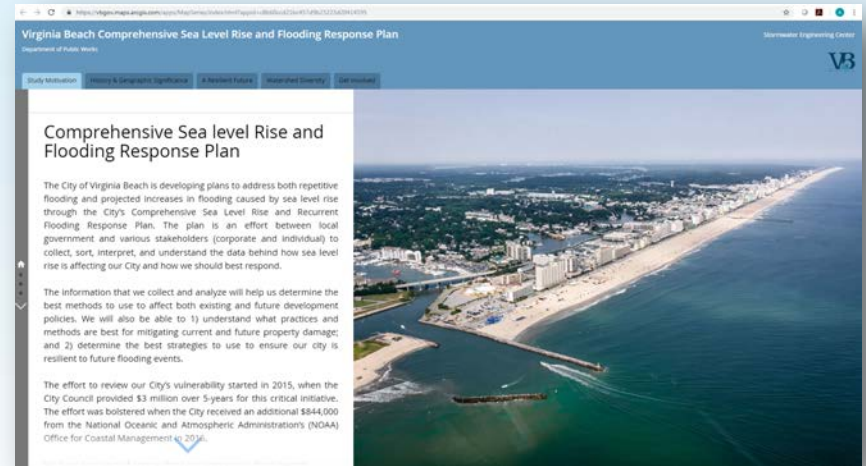 Virginia Beach Comprehensive Sea Level Rise and Flooding Response Plan
Stormwater Engineering Center
Department of Public Works
VB
Study Motivation History & Geographic Significance A Resilient Future Watershed Diversity Get Involved
Comprehensive Sea level Rise and
Flooding Response Plan
The City of Virginia Beach is developing plans to address both repetitive
flooding and projected increases in flooding caused by sea level rise
through the City's Comprehensive Sea Level Rise and Recurrent
Flooding Response Plan. The plan is an effort between local
government and various stakeholders (corporate and individual) to
collect, sort, interpret, and understand the data behind how sea level
rise is affecting our City and how we should best respond.
The information that we collect and analyze will help us determine the
best methods to use to affect both existing and future development
policies. We will also be able to 1) understand what practices and
methods are best for mitigating current and future property damage;
and 2) determine the best strategies to use to ensure our city is
resilient to future flooding events.
The effort to review our City's vulnerability started in 2015, when the
City Council provided $3 million over 5-years for this critical initiative.
The effort was bolstered when the City received an additional $844,000
from the National Oceanic and Atmospheric Administration's (NOAA)
Office for Coastal Management in 2016.